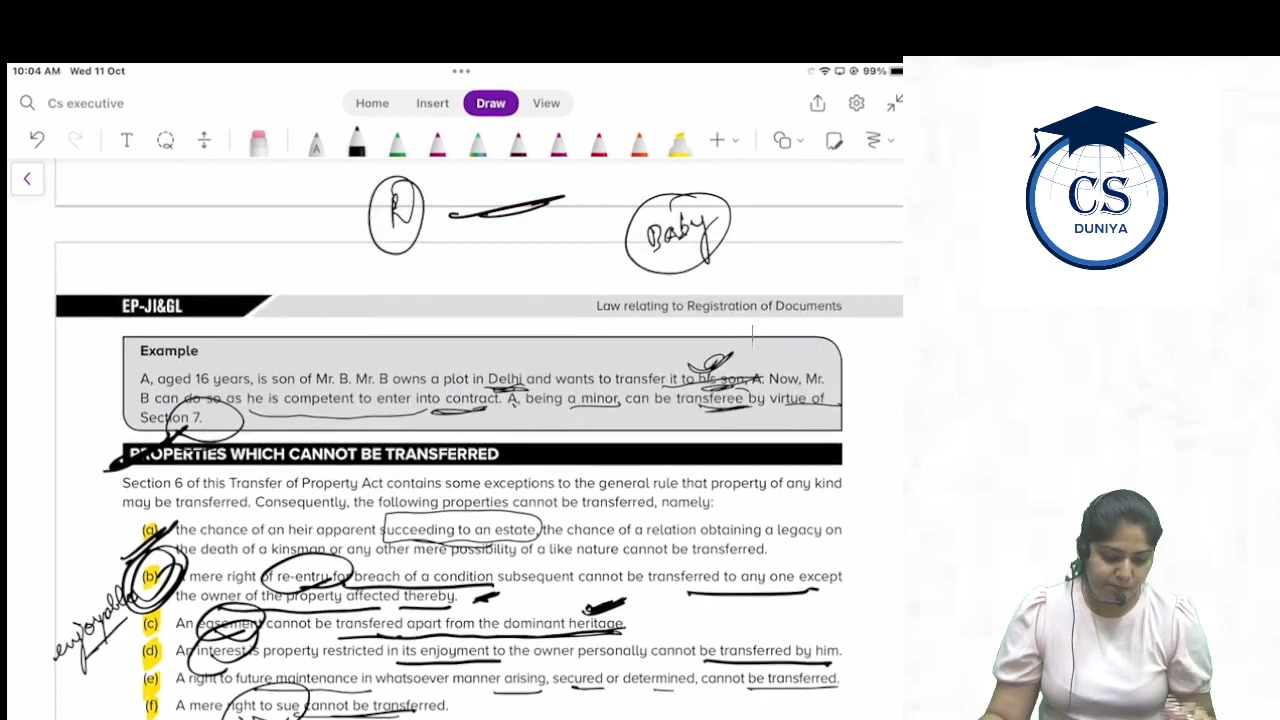 10:04 AM Wed 11 Oct
99%
Cs executive
Home Insert Draw View
R
Baby
CS
DUNIYA
EP-JI&GL
Law relating to Registration of Documents
Example
A, aged 16 years, is son of Mr. B. Mr. B owns a plot in Delhi and wants to transfer it to his son, A. Now, Mr.
B can do so as he is competent to enter into contract. A, being a minor, can be transferee by virtue of
Section 7.
PROPERTIES WHICH CANNOT BE TRANSFERRED
Section 6 of this Transfer of Property Act contains some exceptions to the general rule that property of any kind
may be transferred. Consequently, the following properties cannot be transferred, namely:
(a) the chance of an heir apparent succeeding to an estate, the chance of a relation obtaining a legacy on
the death of a kinsman or any other mere possibility of a like nature cannot be transferred.
(b) A mere right of re-entry for breach of a condition subsequent cannot be transferred to any one except
the owner of the property affected thereby.
enjoyable
(c) An easement cannot be transfered apart from the dominant heritage.
(d) An interest is property restricted in its enjoyment to the owner personally cannot be transferred by him.
(e) A right to future maintenance in whatsoever manner arising, secured or determined, cannot be transferred.
(f) A mere right to sue cannot be transferred.